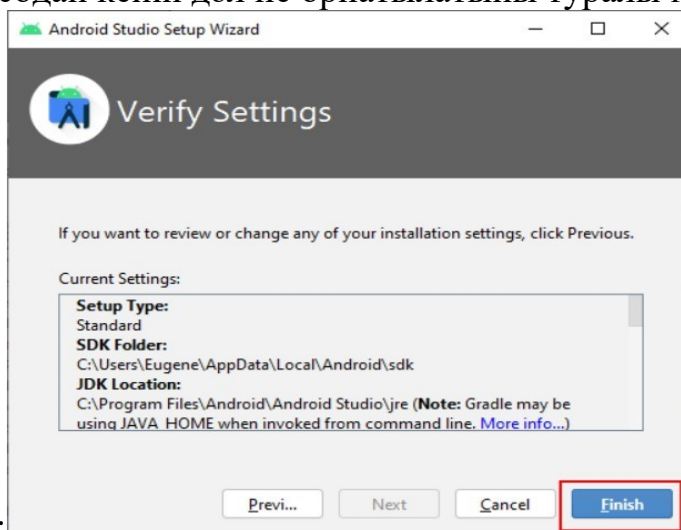 Android Studio Setup Wizard
Verify Settings
If you want to review or change any of your installation settings, click Previous.
Current Settings:
Setup Type:
Standard
SDK Folder:
C:\Users\Eugene\AppData\Local\Android\sdk
JDK Location:
C:\Program Files\Android\Android Studio\jre (Note: Gradle may be
using JAVA_HOME when invoked from command line. More info...)
Previ... Next Cancel Finish